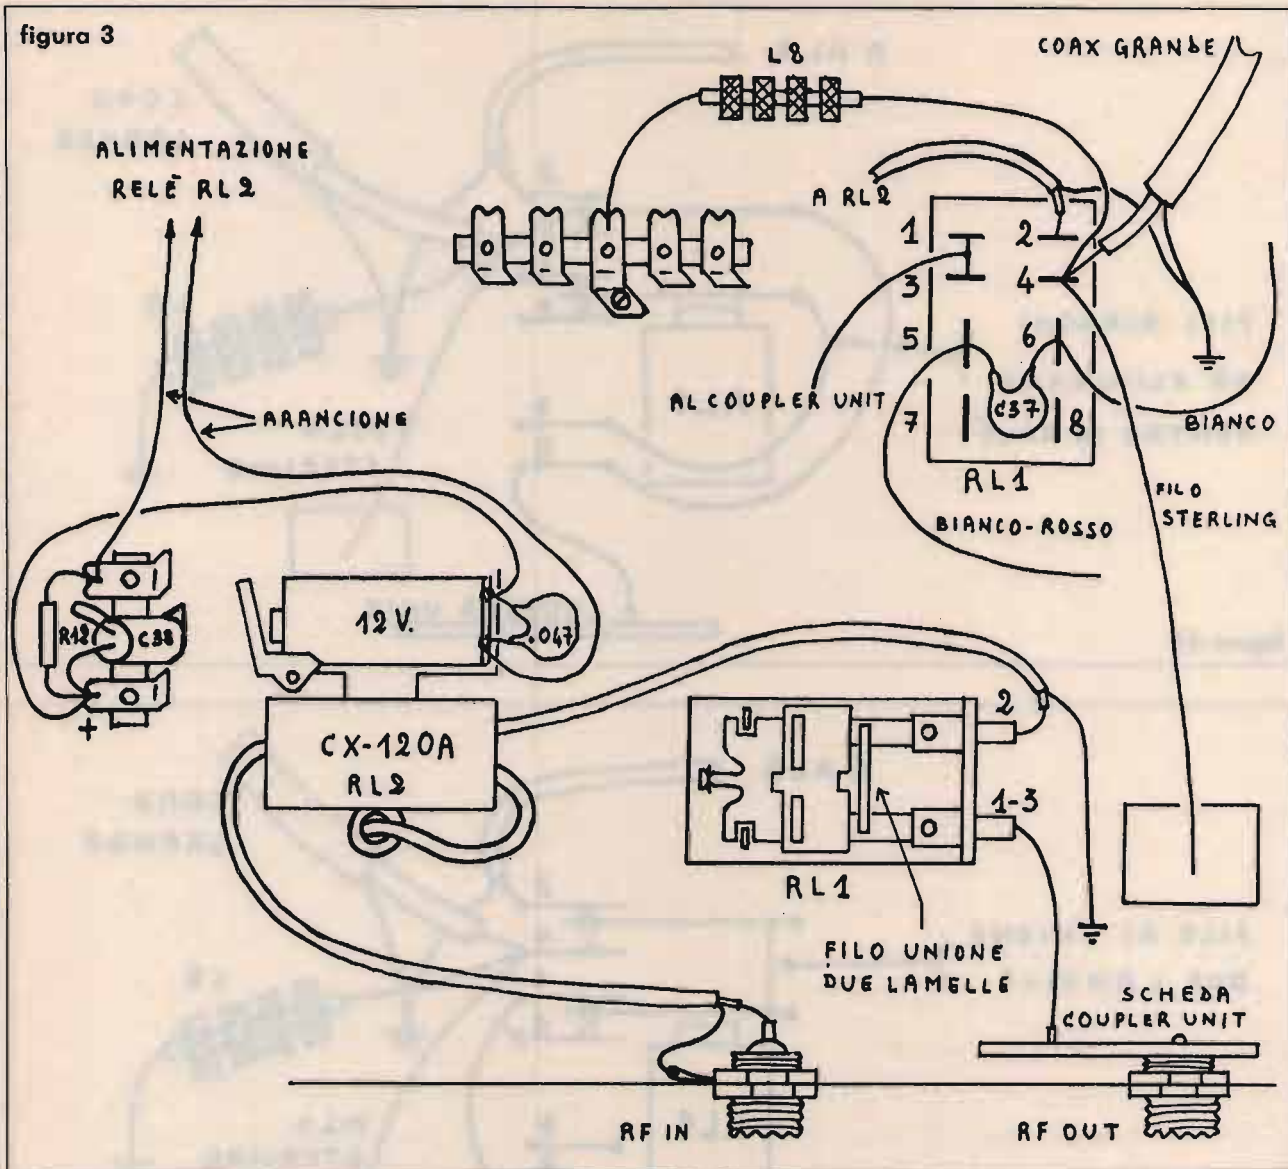 figura 3
L8
COAX GRANDE
ALIMENTAZIONE
RELÈ RL2
A RL2
1
2
3
4
5
6
AL COUPLER UNIT
C37
7
8
BIANCO
ARANCIONE
RL1
FILO
STERLING
BIANCO-ROSSO
12 V.
.047
R12
C38
+
CX-120A
RL2
2
1-3
RL1
FILO UNIONE
DUE LAMELLE
SCHEDA
COUPLER UNIT
RF IN
RF OUT